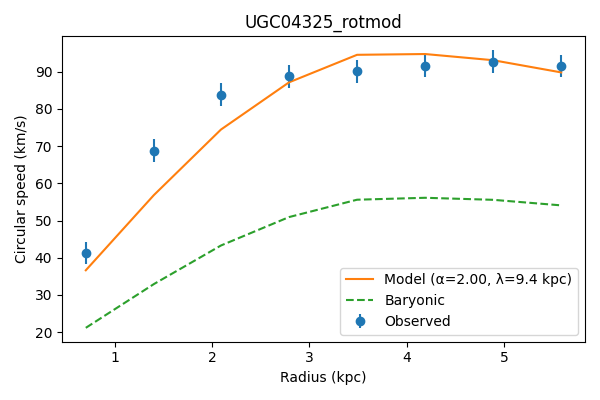 UGC04325_rotmod
Circular speed (km/s)
90
80
70
60
50
40
30
20
Model (α=2.00, λ=9.4 kpc)
Baryonic
Observed
1
2
3
4
5
Radius (kpc)